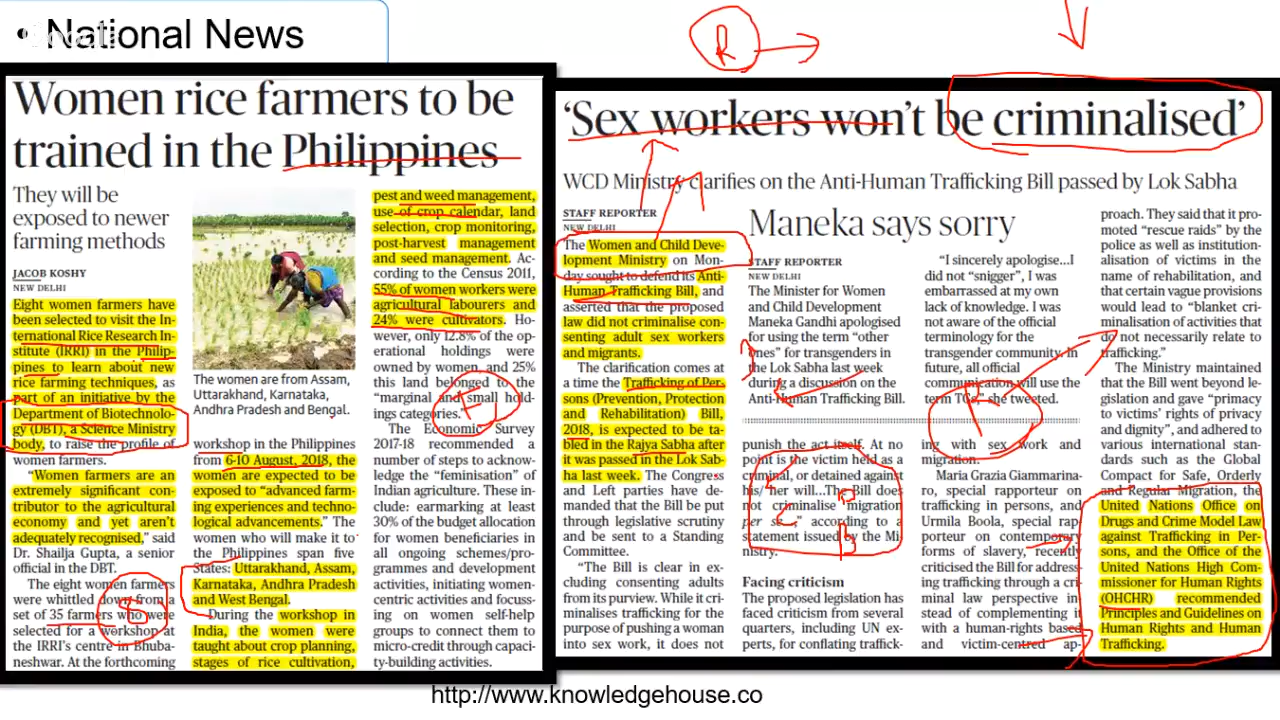 National News
Women rice farmers to be
trained in the Philippines
They will be
exposed to newer
farming methods
JACOB KOSHY
NEW DELHI
Eight women farmers have
been selected to visit the In-
ternational Rice Research In-
stitute (IRRI) in the Philip-
pines to learn about new
rice farming techniques, as
part of an initiative by the
Department of Biotechnolo-
gy (DBT), a Science Ministry
body, to raise the profile of
women farmers.
"Women farmers are an
extremely significant con-
tributor to the agricultural
economy and yet aren't
adequately recognised," said
Dr. Shailja Gupta, a senior
official in the DBT.
The eight women farmers
were whittled down from a
set of 35 farmers who were
selected for a workshop at
the IRRI's centre in Bhuba-
neshwar. At the forthcoming
The women are from Assam,
Uttarakhand, Karnataka,
Andhra Pradesh and Bengal.
workshop in the Philippines
from 6-10 August, 2018, the
women are expected to be
exposed to "advanced farm-
ing experiences and techno-
logical advancements." The
women who will make it to
the Philippines span five
States: Uttarakhand, Assam,
Karnataka, Andhra Pradesh
and West Bengal.
During the workshop in
India, the women were
taught about crop planning,
stages of rice cultivation,
pest and weed management,
use of crop calendar, land
selection, crop monitoring,
post-harvest management
and seed management. Ac-
cording to the Census 2011,
55% of women workers were
agricultural labourers and
24% were cultivators. Ho-
wever, only 12.8% of the op-
erational holdings were
owned by women, and 25%
this land belonged to the
"marginal and small hold-
ings categories."
The Economic Survey
2017-18 recommended a
number of steps to acknow-
ledge the "feminisation" of
Indian agriculture. These in-
clude: earmarking at least
30% of the budget allocation
for women beneficiaries in
all ongoing schemes/pro-
grammes and development
activities, initiating women-
centric activities and focuss-
ing on women self-help
groups to connect them to
micro-credit through capaci-
ty-building activities.
R
'Sex workers won't be criminalised'
WCD Ministry clarifies on the Anti-Human Trafficking Bill passed by Lok Sabha
STAFF REPORTER
NEW DELHI
The Women and Child Deve-
lopment Ministry on Mon-
day sought to defend its Anti-
Human Trafficking Bill, and
asserted that the proposed
law did not criminalise con-
senting adult sex workers
and migrants.
The clarification comes at
a time the Trafficking of Per-
sons (Prevention, Protection
and Rehabilitation) Bill,
2018, is expected to be ta-
bled in the Rajya Sabha after
it was passed in the Lok Sab-
ha last week. The Congress
and Left parties have de-
manded that the Bill be put
through legislative scrutiny
and be sent to a Standing
Committee.
"The Bill is clear in ex-
cluding consenting adults
from its purview. While it cri-
minalises trafficking for the
purpose of pushing a woman
into sex work, it does not
Maneka says sorry
STAFF REPORTER
NEW DELHI
The Minister for Women
and Child Development
Maneka Gandhi apologised
for using the term "other
ones" for transgenders in
the Lok Sabha last week
during a discussion on the
Anti-Human Trafficking Bill.
"I sincerely apologise...I
did not "snigger", I was
embarrassed at my own
lack of knowledge. I was
not aware of the official
terminology for the
transgender community. in
future, all official
communication will use the
term TGs," she tweeted.
punish the act itself. At no
point is the victim held as a
criminal, or detained against
his/ her will...The Bill does
not criminalise migration
per se," according to a
statement issued by the Mi-
nistry.
Facing criticism
The proposed legislation has
faced criticism from several
quarters, including UN ex-
perts, for conflating traffick-
ing with sex work and
migration.
Maria Grazia Giammarina-
ro, special rapporteur on
trafficking in persons, and
Urmila Boola, special rap-
porteur on contemporary
forms of slavery, recently
criticised the Bill for address-
ing trafficking through a cri-
minal law perspective in-
stead of complementing it
with a human-rights based
and victim-centred ap-
proach. They said that it pro-
moted "rescue raids" by the
police as well as institution-
alisation of victims in the
name of rehabilitation, and
that certain vague provisions
would lead to "blanket cri-
minalisation of activities that
do not necessarily relate to
trafficking."
The Ministry maintained
that the Bill went beyond le-
gislation and gave "primacy
to victims' rights of privacy
and dignity", and adhered to
various international stan-
dards such as the Global
Compact for Safe, Orderly
and Regular Migration, the
United Nations Office on
Drugs and Crime Model Law
against Trafficking in Per-
sons, and the Office of the
United Nations High Com-
missioner for Human Rights
(OHCHR) recommended
Principles and Guidelines on
Human Rights and Human
Trafficking.
http://www.knowledgehouse.co